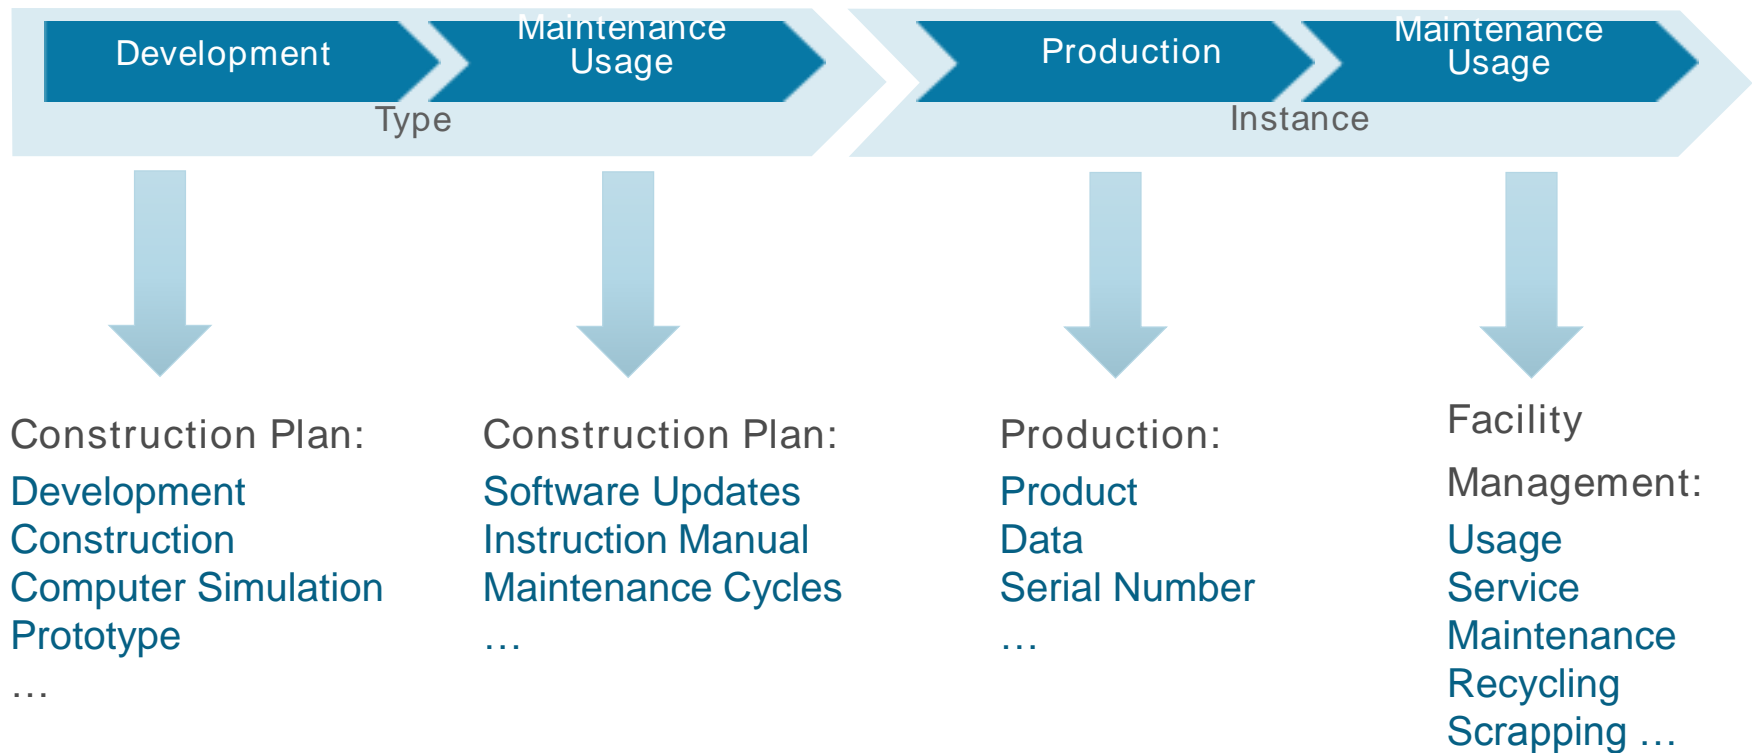 Development
Maintenance
Usage
Type
Production
Maintenance
Usage
Instance
Construction Plan:
Development
Construction
Computer Simulation
Prototype
…
Construction Plan:
Software Updates
Instruction Manual
Maintenance Cycles
…
Production:
Product
Data
Serial Number
…
Facility
Management:
Usage
Service
Maintenance
Recycling
Scrapping …